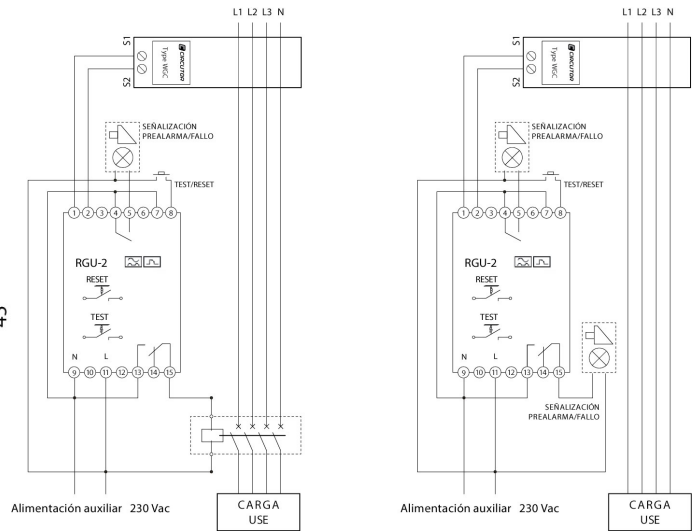 L1 L2 L3 N
S1
S2
CIRCUTOR
Type WGC
SEÑALIZACIÓN
PREALARMA/FALLO
TEST/RESET
1 2 3 4 5 6 7 8
RGU-2
RESET
TEST
N L
9 10 11 12 13 14 15
Alimentación auxiliar 230 Vac
CARGA
USE
45
L1 L2 L3 N
S1
S2
CIRCUTOR
Type WGC
SEÑALIZACIÓN
PREALARMA/FALLO
TEST/RESET
1 2 3 4 5 6 7 8
RGU-2
RESET
TEST
N L
9 10 11 12 13 14 15
SEÑALIZACIÓN
PREALARMA/FALLO
Alimentación auxiliar 230 Vac
CARGA
USE